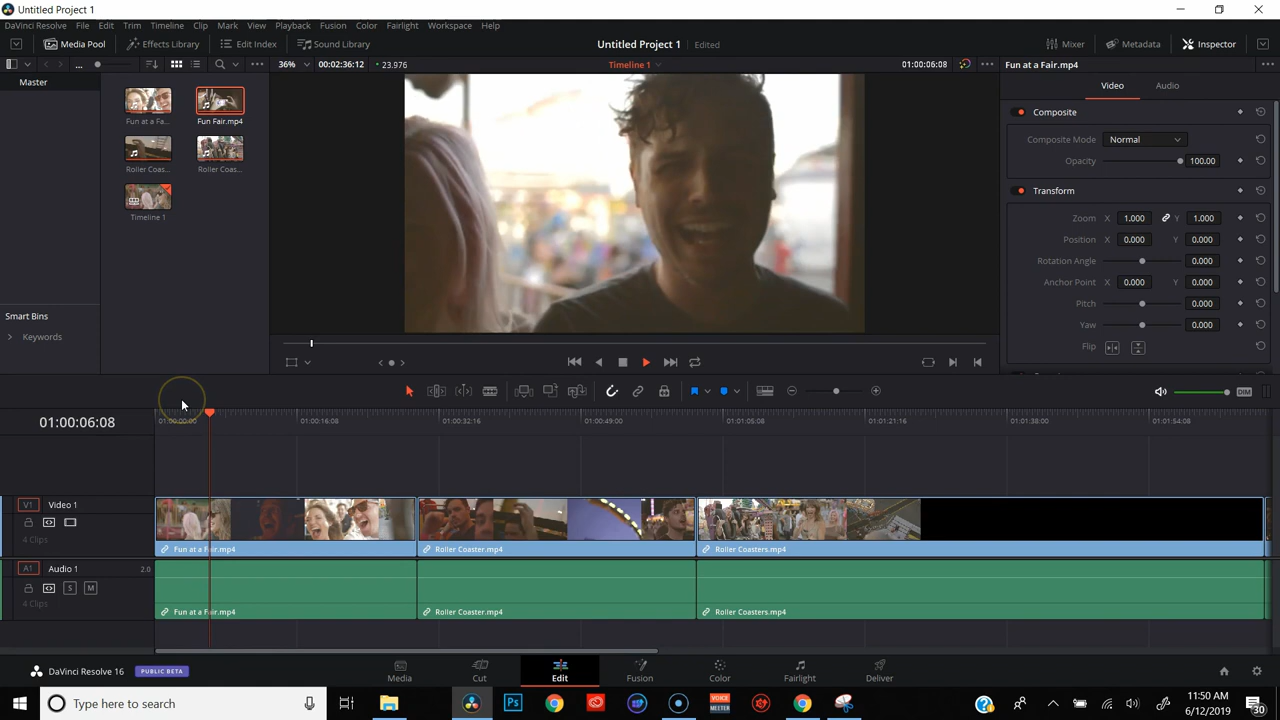 Untitled Project 1
DaVinci Resolve File Edit Trim Timeline Clip Mark View Playback Fusion Color Fairlight Workspace Help
Media Pool Effects Library Edit Index Sound Library Untitled Project 1 Edited Mixer Metadata Inspector
... 36% 00:02:36:12 23.976 Timeline 1 01:00:06:08 Fun at a Fair.mp4
Master
Video Audio
Fun at a Fa... Fun Fair.mp4
Composite
Composite Mode Normal
Opacity 100.00
Roller Coas... Roller Coas...
Transform
Timeline 1
Zoom X 1.000 Y 1.000
Position X 0.000 Y 0.000
Rotation Angle 0.000
Anchor Point X 0.000 Y 0.000
Pitch 0.000
Yaw 0.000
Flip
Smart Bins
Keywords
DIM
01:00:06:08
01:00:00:00 01:00:16:08 01:00:32:16 01:00:49:00 01:01:05:08 01:01:21:16 01:01:38:00 01:01:54:08
V1 Video 1
4 Clips
Fun at a Fair.mp4 Roller Coaster.mp4 Roller Coasters.mp4
A1 Audio 1 2.0
S M
4 Clips
Fun at a Fair.mp4 Roller Coaster.mp4 Roller Coasters.mp4
DaVinci Resolve 16 PUBLIC BETA
Media Cut Edit Fusion Color Fairlight Deliver
Type here to search
Ps
VOICE MEETER
11:50 AM
6/12/2019
30